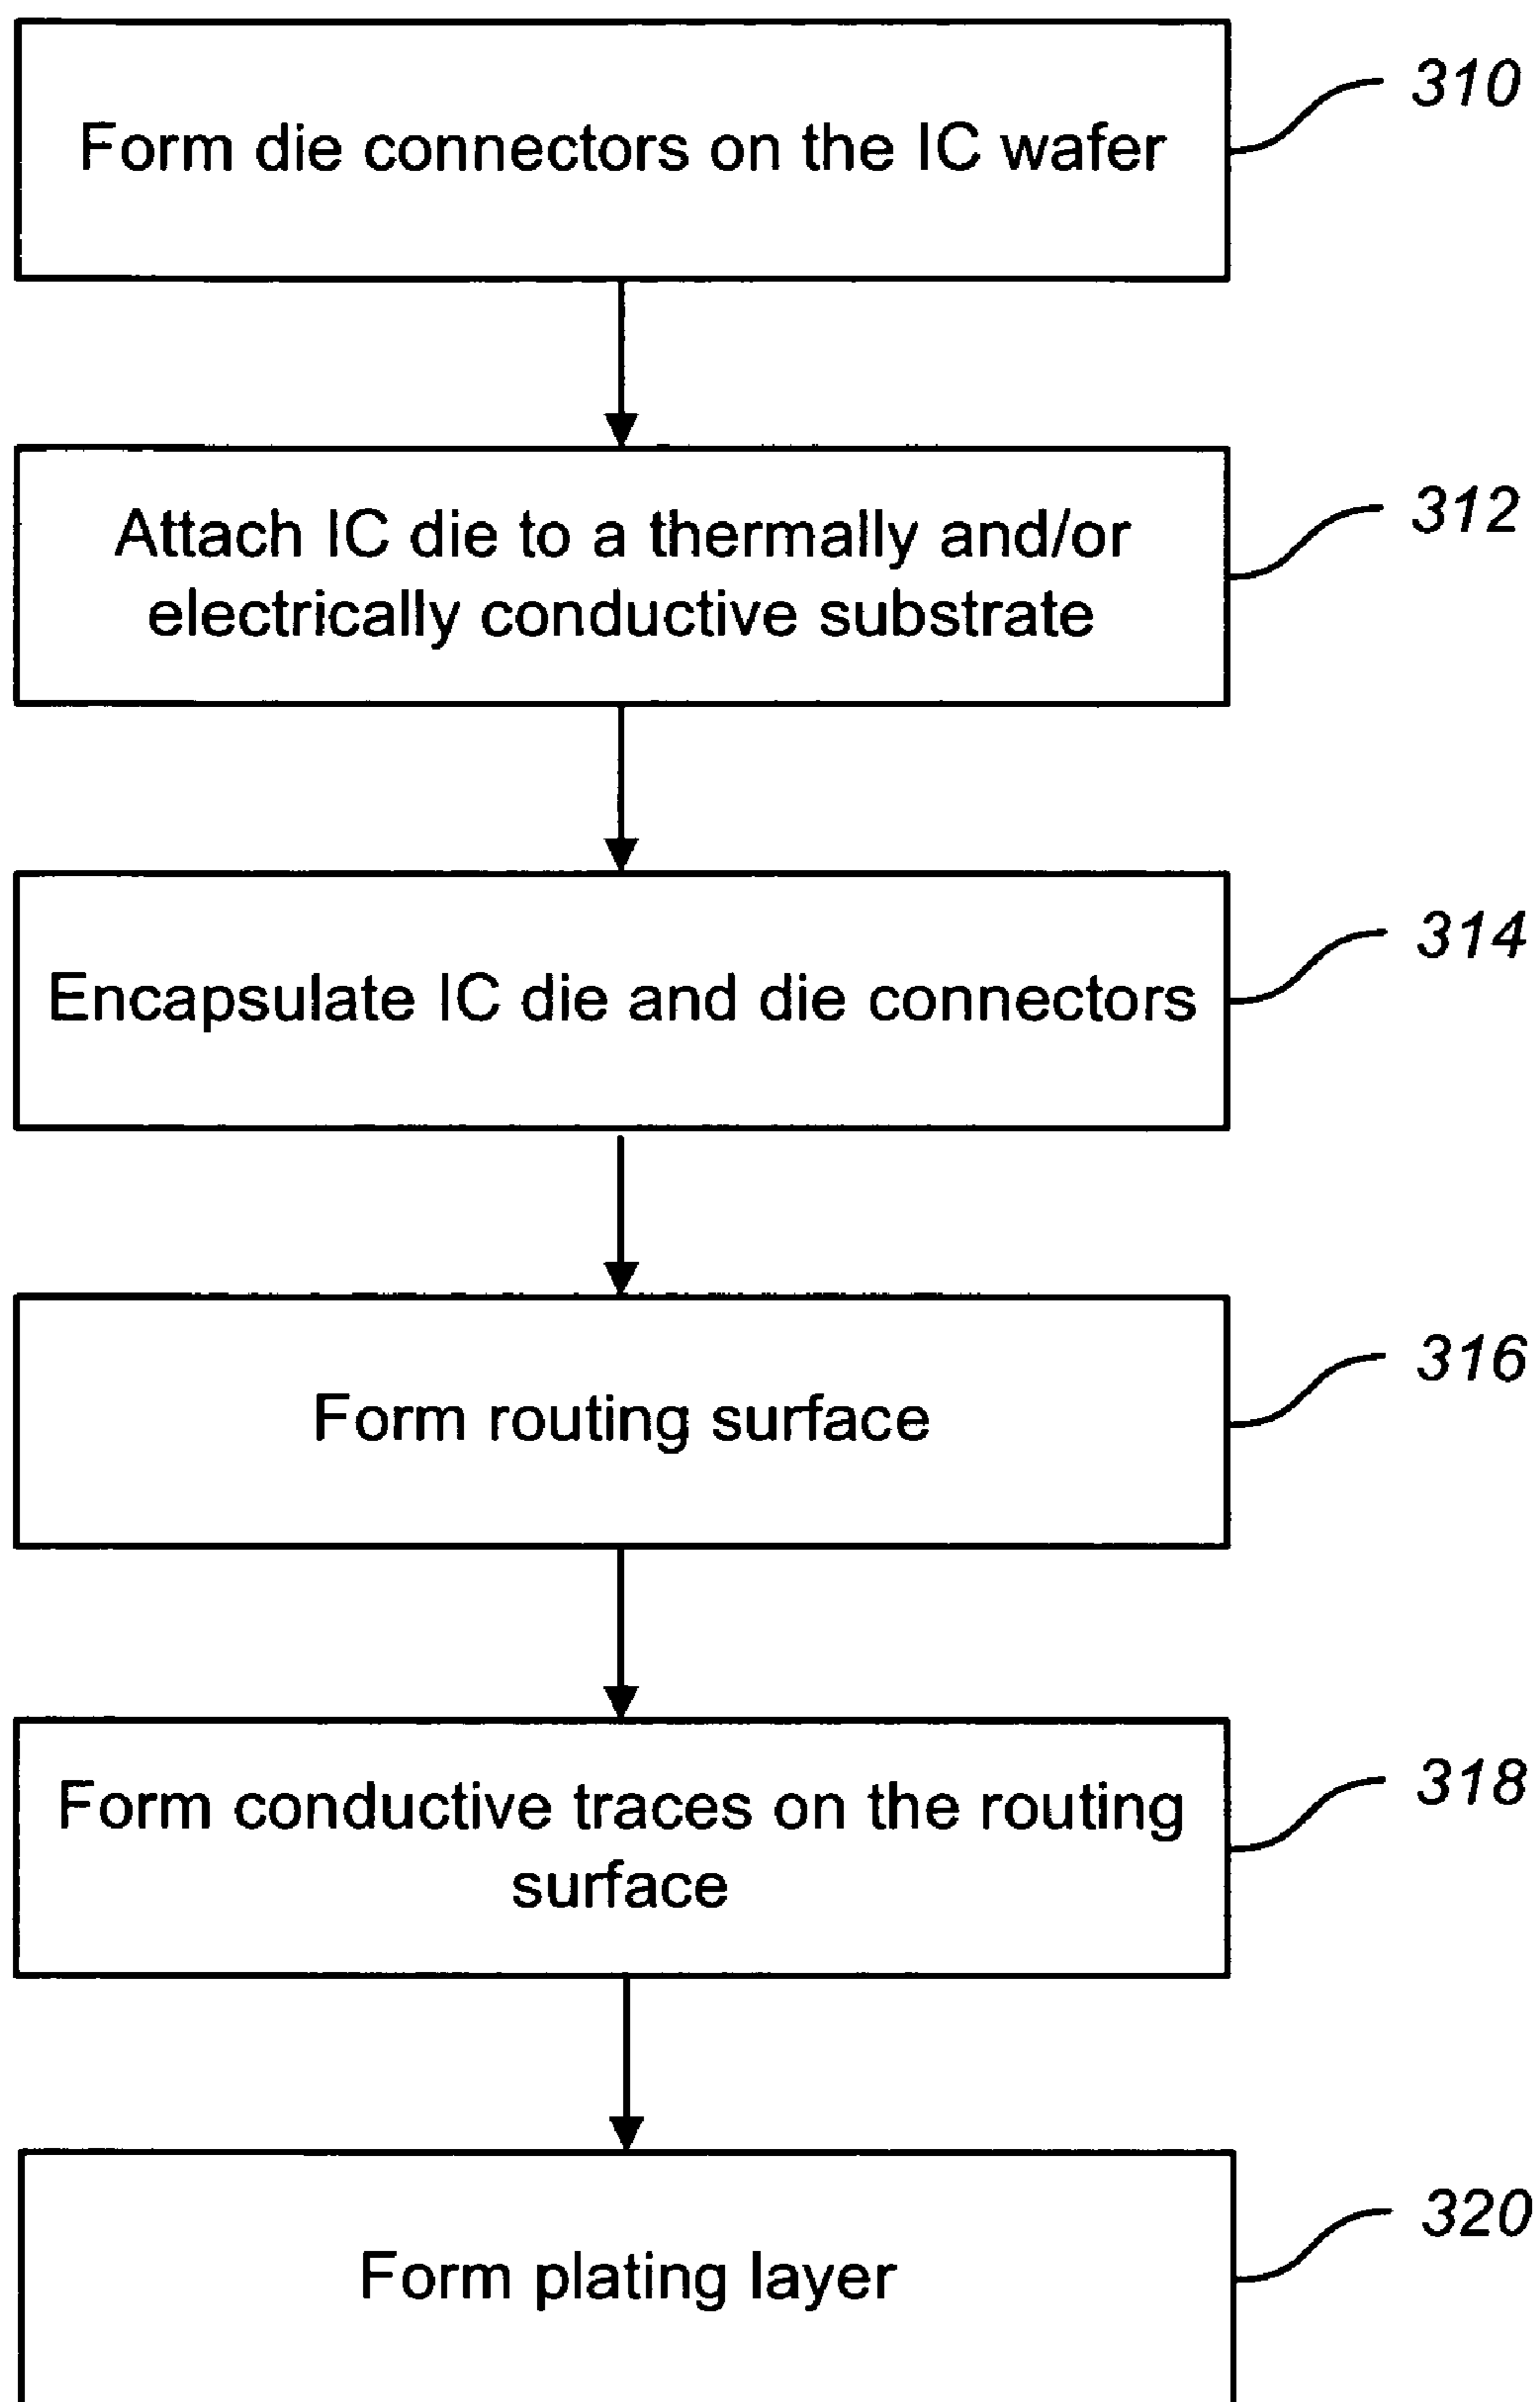 Form die connectors on the IC wafer
310
Attach IC die to a thermally and/or
electrically conductive substrate
312
Encapsulate IC die and die connectors
314
Form routing surface
316
Form conductive traces on the routing
surface
318
Form plating layer
320